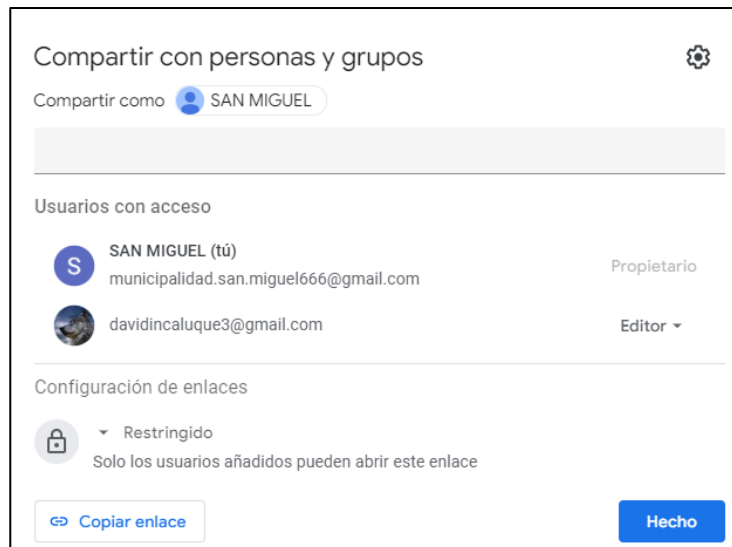 Compartir con personas y grupos
Compartir como SAN MIGUEL
Usuarios con acceso
S
SAN MIGUEL (tú)
municipalidad.san.miguel666@gmail.com
Propietario
davidincaluque3@gmail.com
Editor
Configuración de enlaces
Restringido
Solo los usuarios añadidos pueden abrir este enlace
Copiar enlace
Hecho